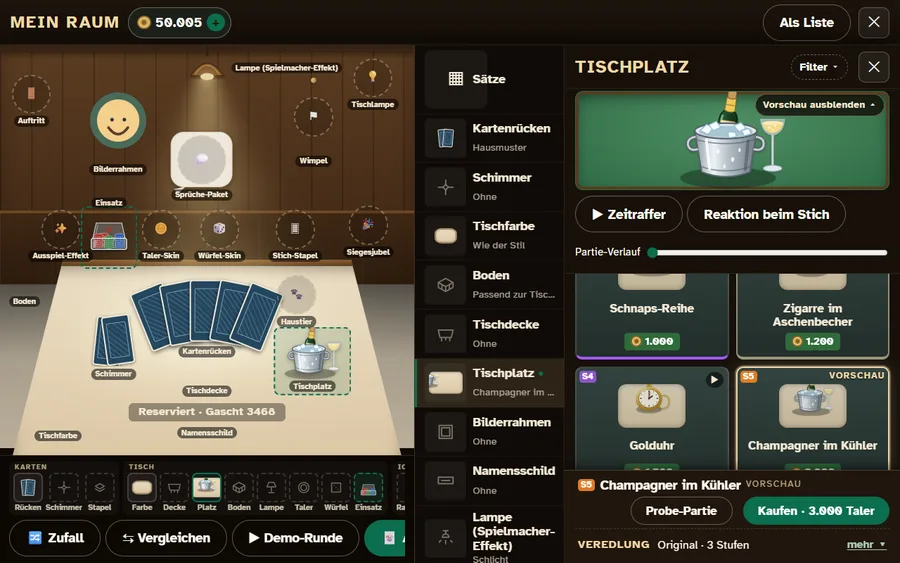 MEIN RAUM
50.005 +
Als Liste
Lampe (Spielmacher-Effekt)
Tischlampe
Auftritt
Wimpel
Bilderrahmen
Sprüche-Paket
Einsatz
Ausspiel-Effekt
Taler-Skin
Würfel-Skin
Stich-Stapel
Siegesjubel
Boden
Haustier
Kartenrücken
Schimmer
Tischplatz
Tischdecke
Reserviert · Gascht 3466
Tischfarbe
Namensschild
KARTEN
TISCH
Rücken
Schimmer
Stapel
Farbe
Decke
Platz
Boden
Lampe
Taler
Würfel
Einsatz
Zufall
Vergleichen
Demo-Runde
Sätze
Kartenrücken
Hausmuster
Schimmer
Ohne
Tischfarbe
Wie der Stil
Boden
Passend zur Tisc...
Tischdecke
Ohne
Tischplatz
Champagner im ...
Bilderrahmen
Ohne
Namensschild
Ohne
Lampe
(Spielmacher-
Effekt)
Schlicht
TISCHPLATZ
Filter
Vorschau ausblenden
Zeitraffer
Reaktion beim Stich
Partie-Verlauf
Schnaps-Reihe
1.000
Zigarre im
Aschenbecher
1.200
S4
Golduhr
S5
VORSCHAU
Champagner im Kühler
S5 Champagner im Kühler VORSCHAU
Probe-Partie
Kaufen · 3.000 Taler
VEREDLUNG Original · 3 Stufen
mehr